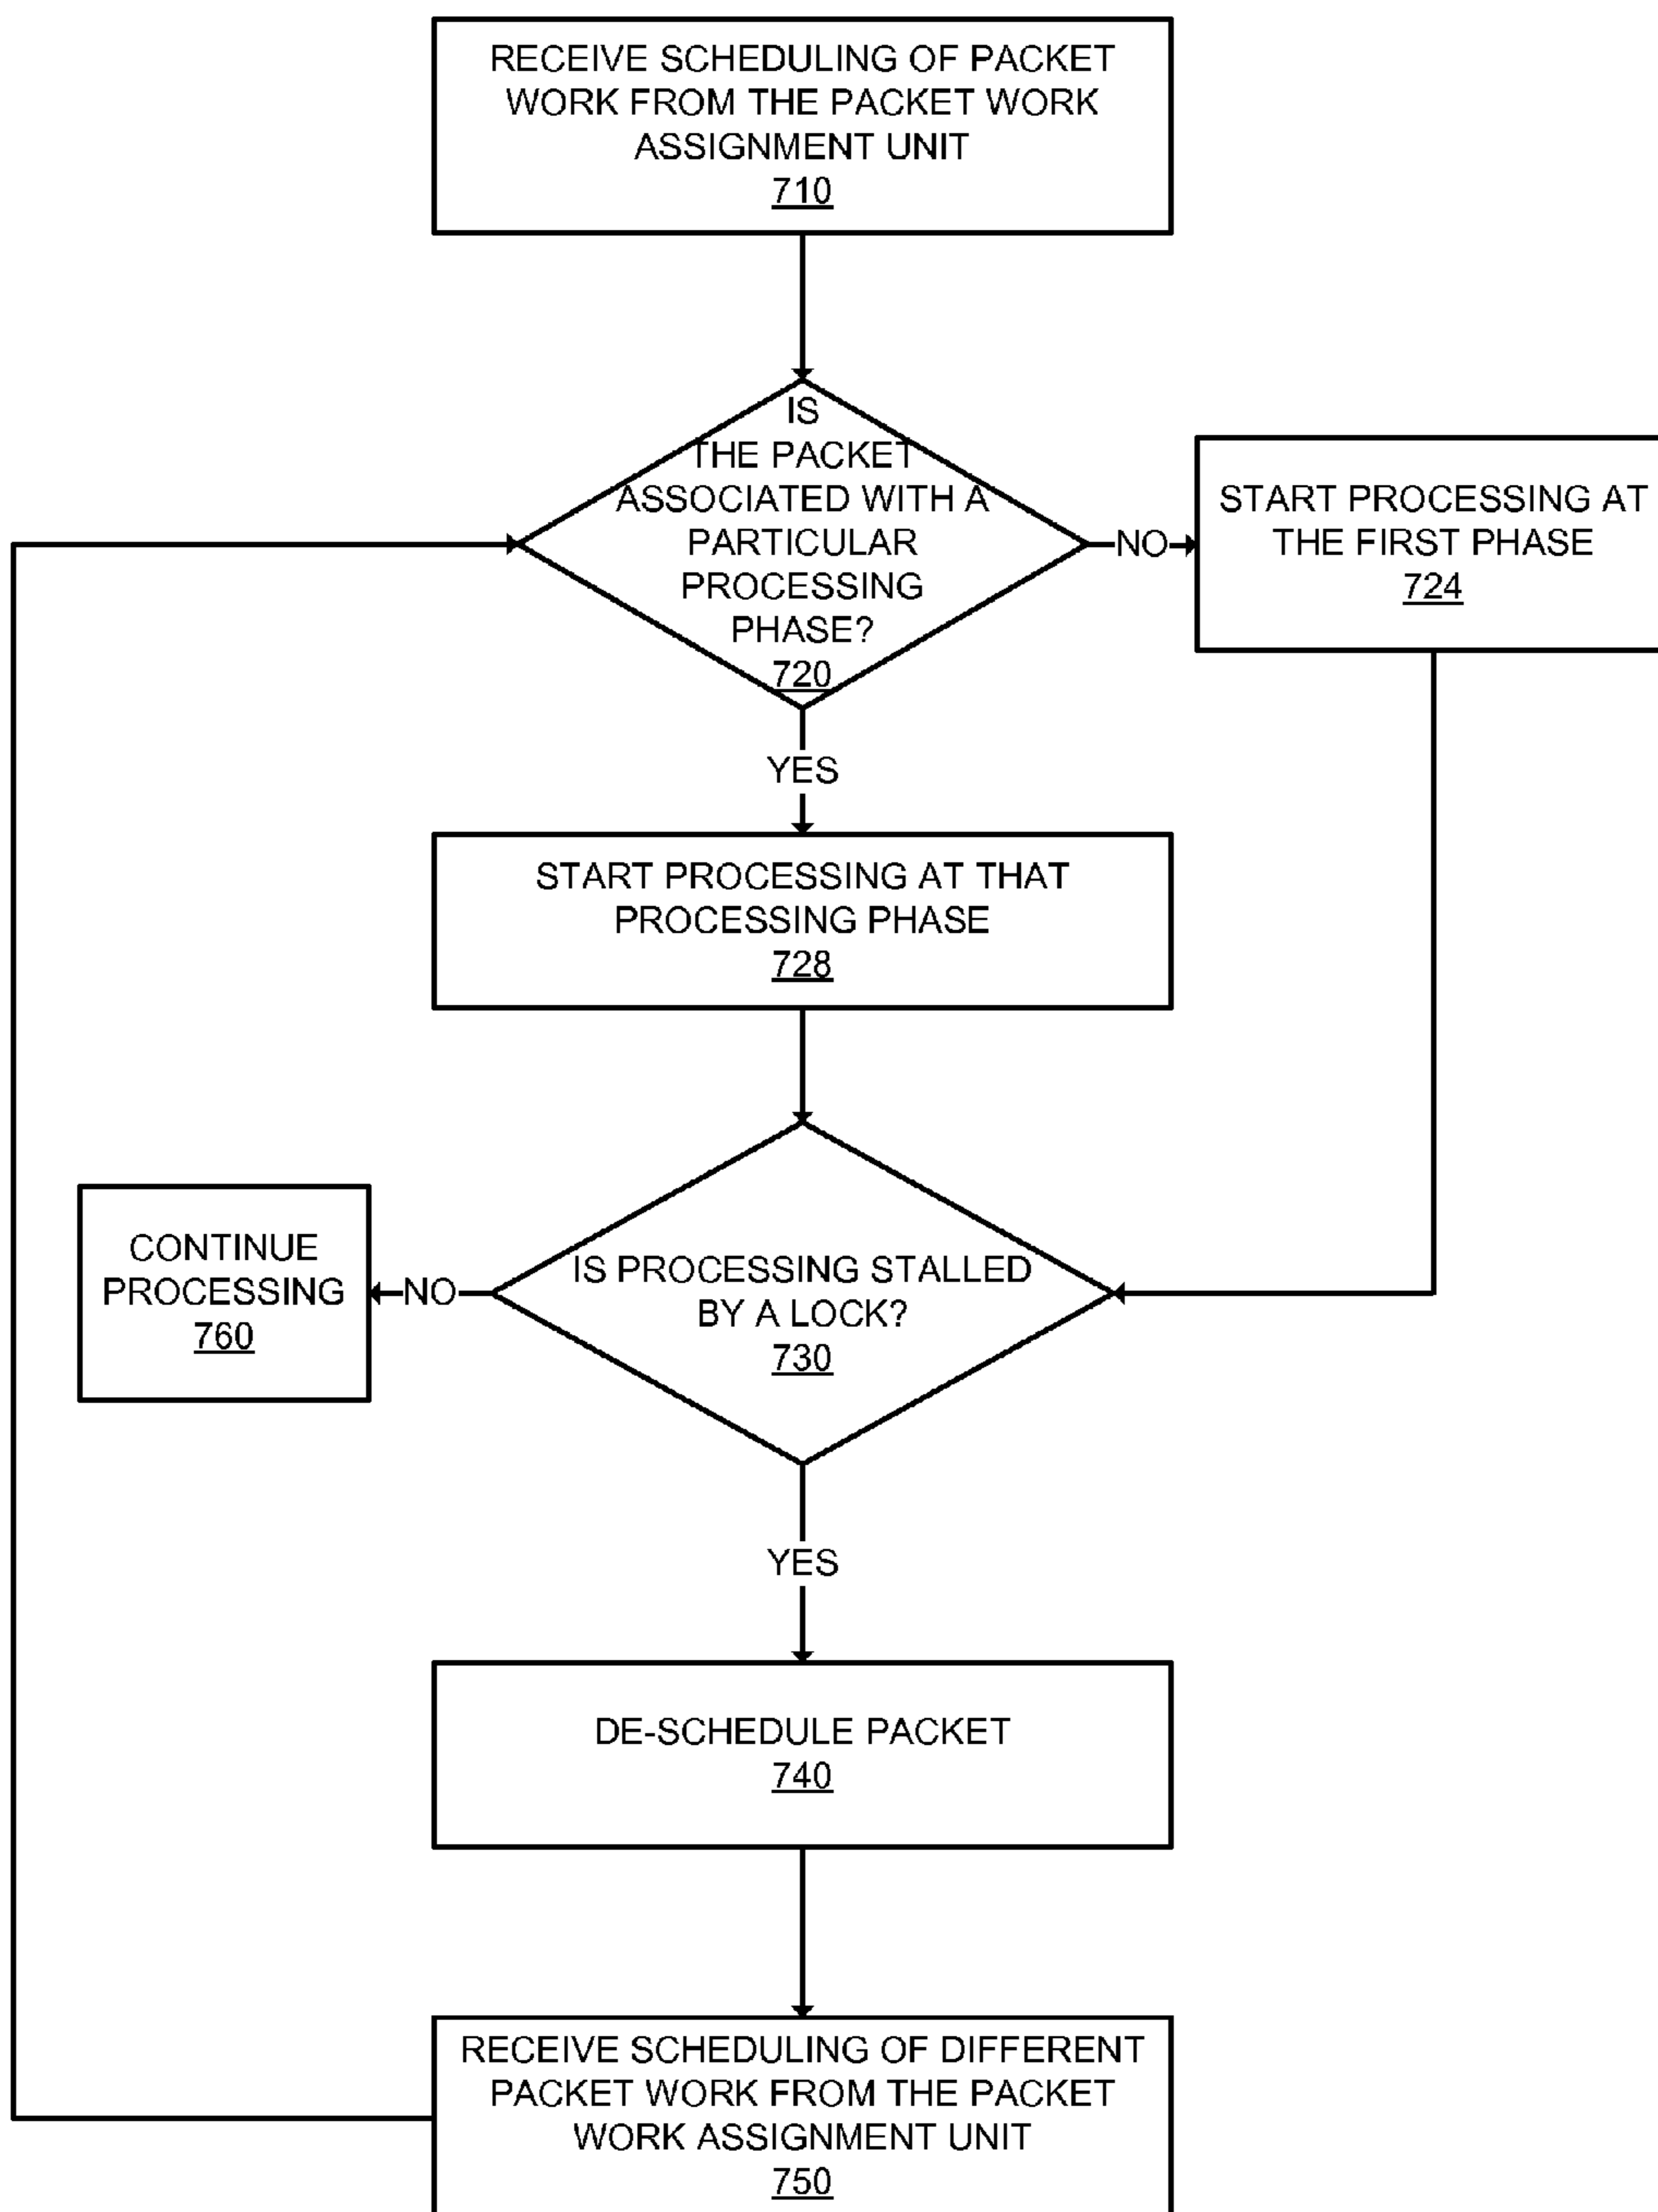 RECEIVE SCHEDULING OF PACKET
WORK FROM THE PACKET WORK
ASSIGNMENT UNIT
710
IS
THE PACKET
ASSOCIATED WITH A
PARTICULAR
PROCESSING
PHASE?
720
NO
START PROCESSING AT
THE FIRST PHASE
724
YES
START PROCESSING AT THAT
PROCESSING PHASE
728
IS PROCESSING STALLED
BY A LOCK?
730
NO
CONTINUE
PROCESSING
760
YES
DE-SCHEDULE PACKET
740
RECEIVE SCHEDULING OF DIFFERENT
PACKET WORK FROM THE PACKET
WORK ASSIGNMENT UNIT
750